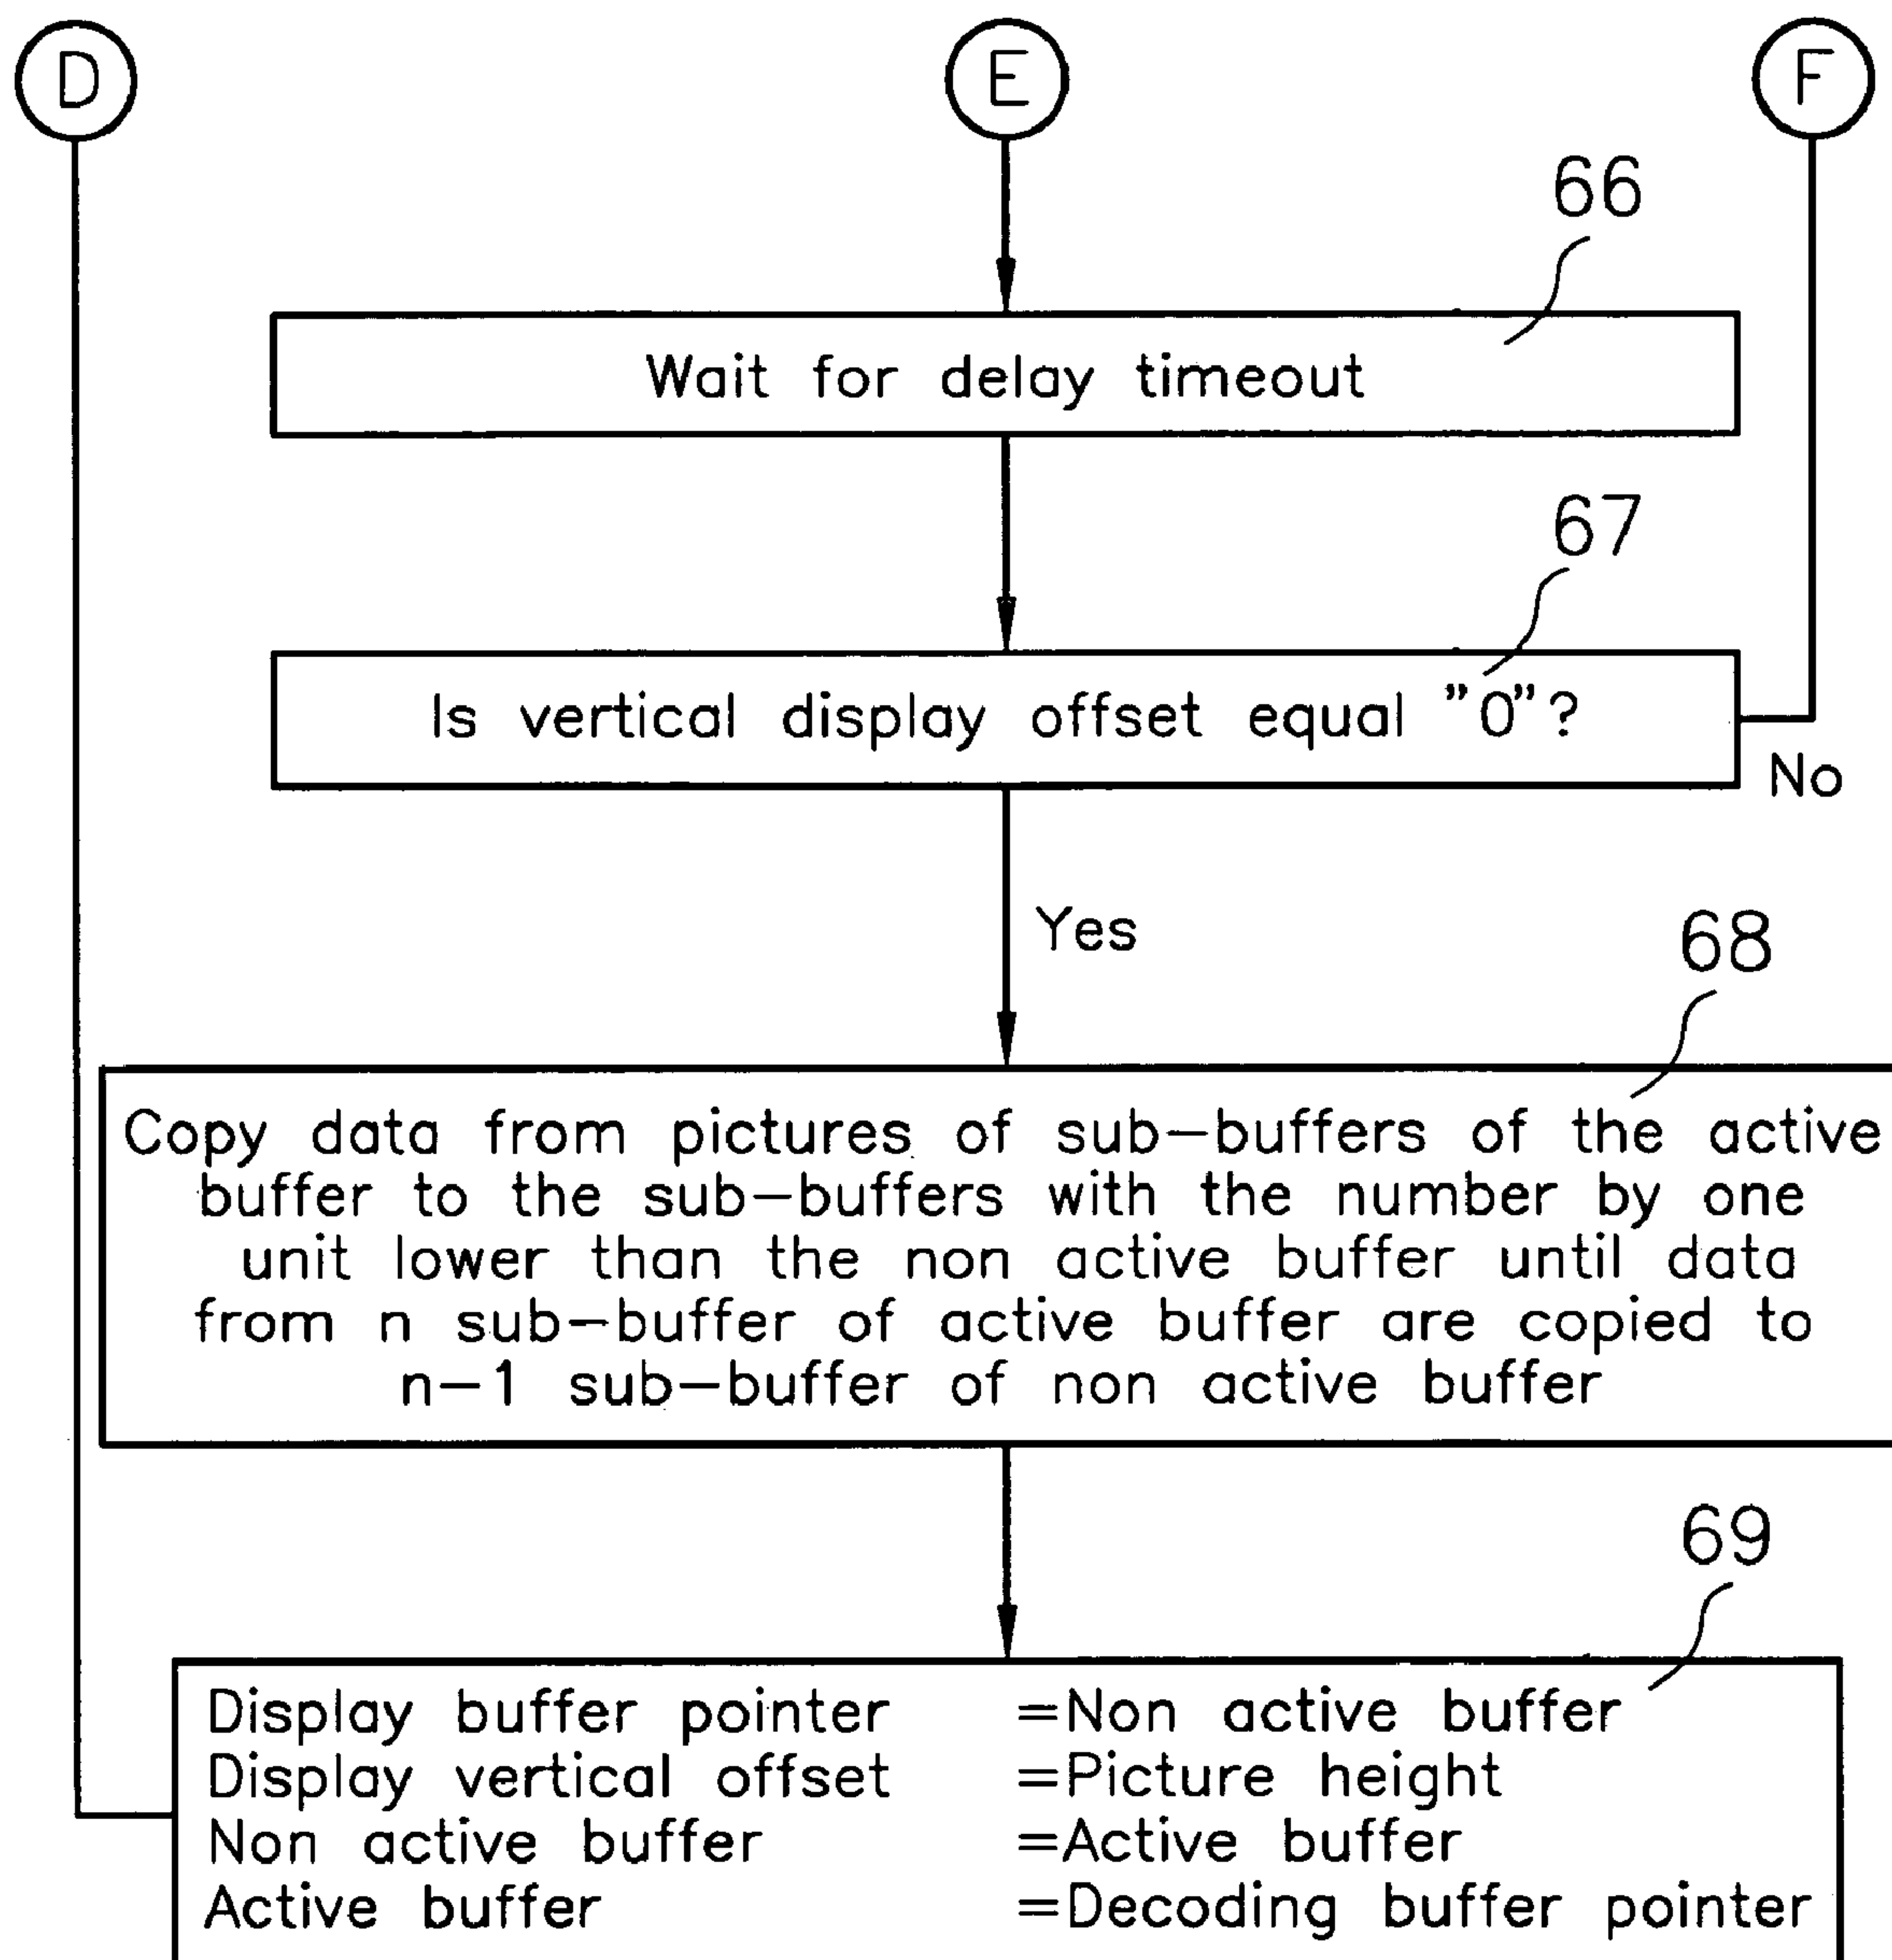 D E F
66
Wait for delay timeout
67
Is vertical display offset equal "0"?
No
Yes
68
Copy data from pictures of sub-buffers of the active
buffer to the sub-buffers with the number by one
unit lower than the non active buffer until data
from n sub-buffer of active buffer are copied to
n-1 sub-buffer of non active buffer
69
Display buffer pointer =Non active buffer
Display vertical offset =Picture height
Non active buffer =Active buffer
Active buffer =Decoding buffer pointer